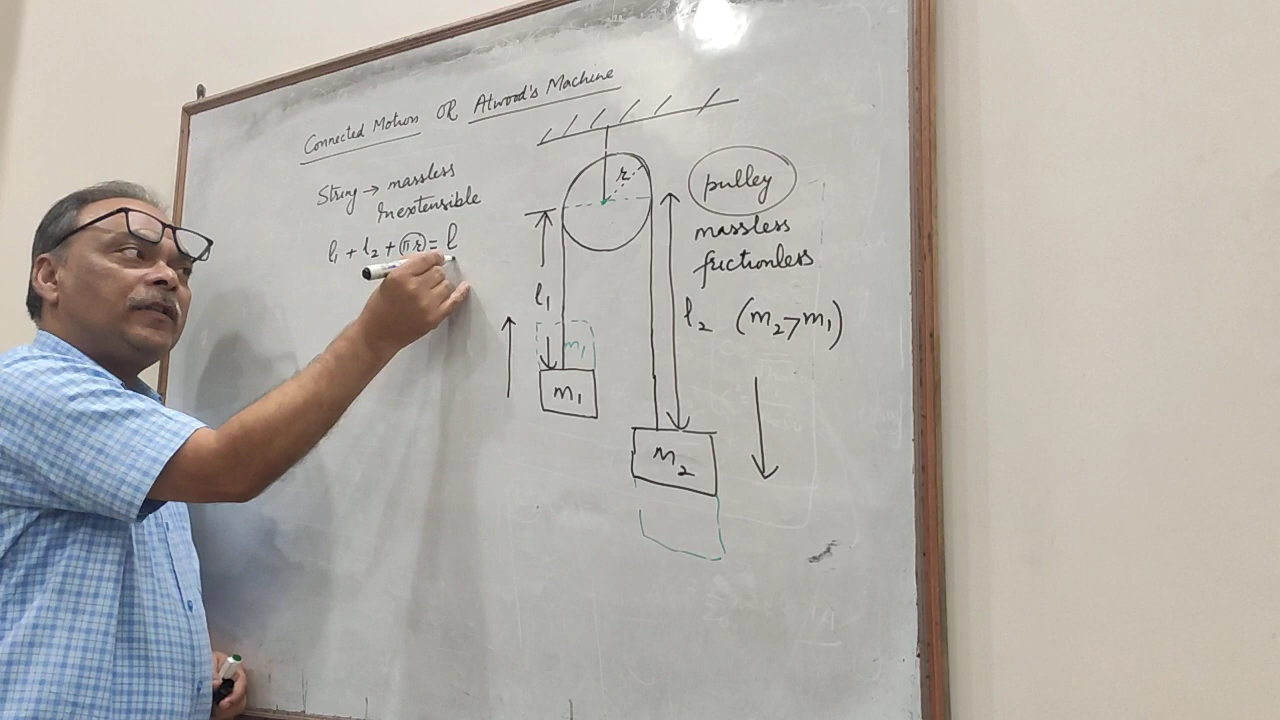 Connected Motion OR Atwood's Machine
String → massless
Inextensible
l₁ + l₂ + πr = l
r
pulley
massless
frictionless
l₁
l₂ (m₂>m₁)
m₁
m₁
m₂